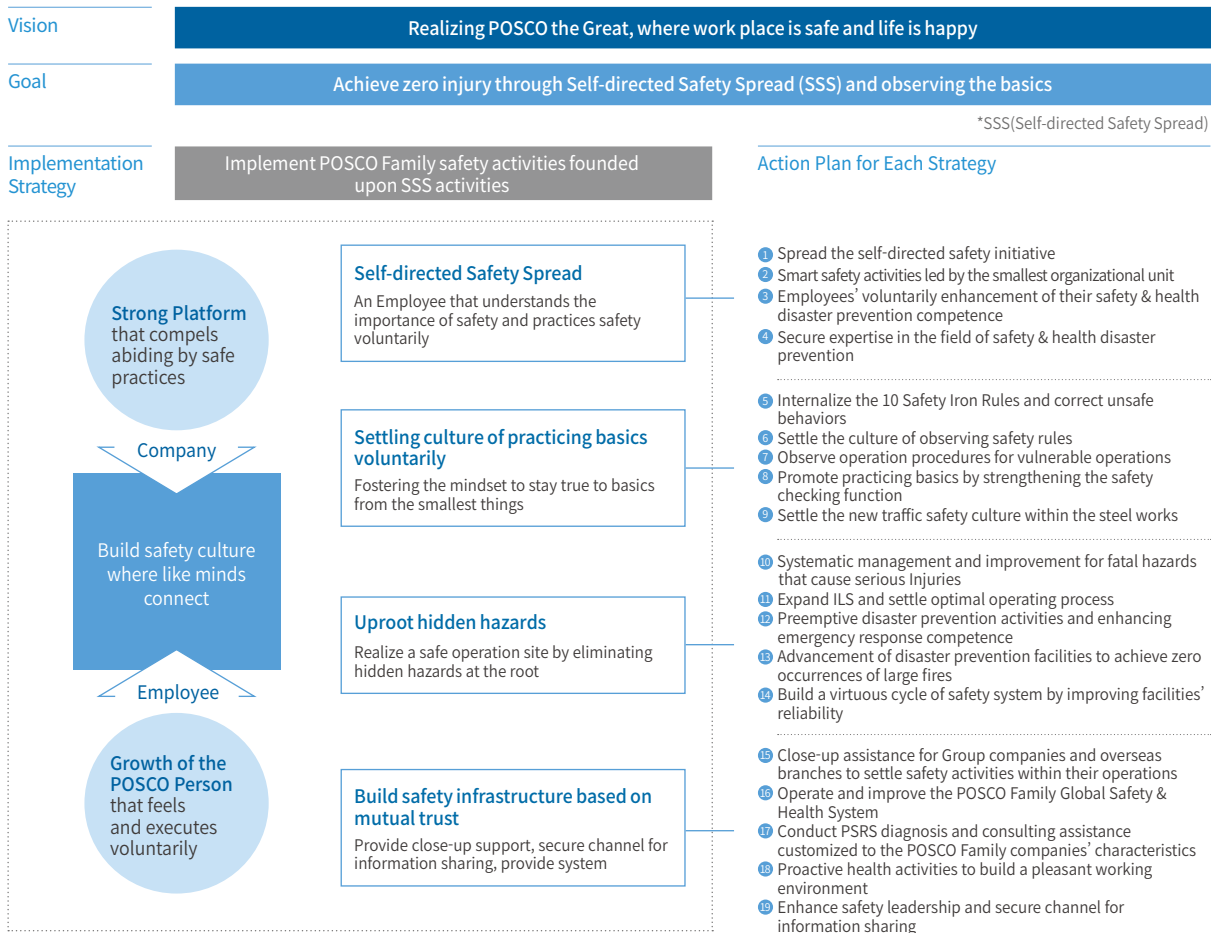 Vision
Realizing POSCO the Great, where work place is safe and life is happy
Goal
Achieve zero injury through Self-directed Safety Spread (SSS) and observing the basics
*SSS(Self-directed Safety Spread)
Implementation
Strategy
Implement POSCO Family safety activities founded
upon SSS activities
Action Plan for Each Strategy
Strong Platform
that compels
abiding by safe
practices
Company
Build safety culture
where like minds
connect
Employee
Growth of the
POSCO Person
that feels
and executes
voluntarily
Self-directed Safety Spread
An Employee that understands the
importance of safety and practices safety
voluntarily
1 Spread the self-directed safety initiative
2 Smart safety activities led by the smallest organizational unit
3 Employees’ voluntarily enhancement of their safety & health
disaster prevention competence
4 Secure expertise in the field of safety & health disaster
prevention
Settling culture of practicing basics
voluntarily
Fostering the mindset to stay true to basics
from the smallest things
5 Internalize the 10 Safety Iron Rules and correct unsafe
behaviors
6 Settle the culture of observing safety rules
7 Observe operation procedures for vulnerable operations
8 Promote practicing basics by strengthening the safety
checking function
9 Settle the new traffic safety culture within the steel works
Uproot hidden hazards
Realize a safe operation site by eliminating
hidden hazards at the root
10 Systematic management and improvement for fatal hazards
that cause serious Injuries
11 Expand ILS and settle optimal operating process
12 Preemptive disaster prevention activities and enhancing
emergency response competence
13 Advancement of disaster prevention facilities to achieve zero
occurrences of large fires
14 Build a virtuous cycle of safety system by improving facilities’
reliability
Build safety infrastructure based on
mutual trust
Provide close-up support, secure channel for
information sharing, provide system
15 Close-up assistance for Group companies and overseas
branches to settle safety activities within their operations
16 Operate and improve the POSCO Family Global Safety &
Health System
17 Conduct PSRS diagnosis and consulting assistance
customized to the POSCO Family companies’ characteristics
18 Proactive health activities to build a pleasant working
environment
19 Enhance safety leadership and secure channel for
information sharing